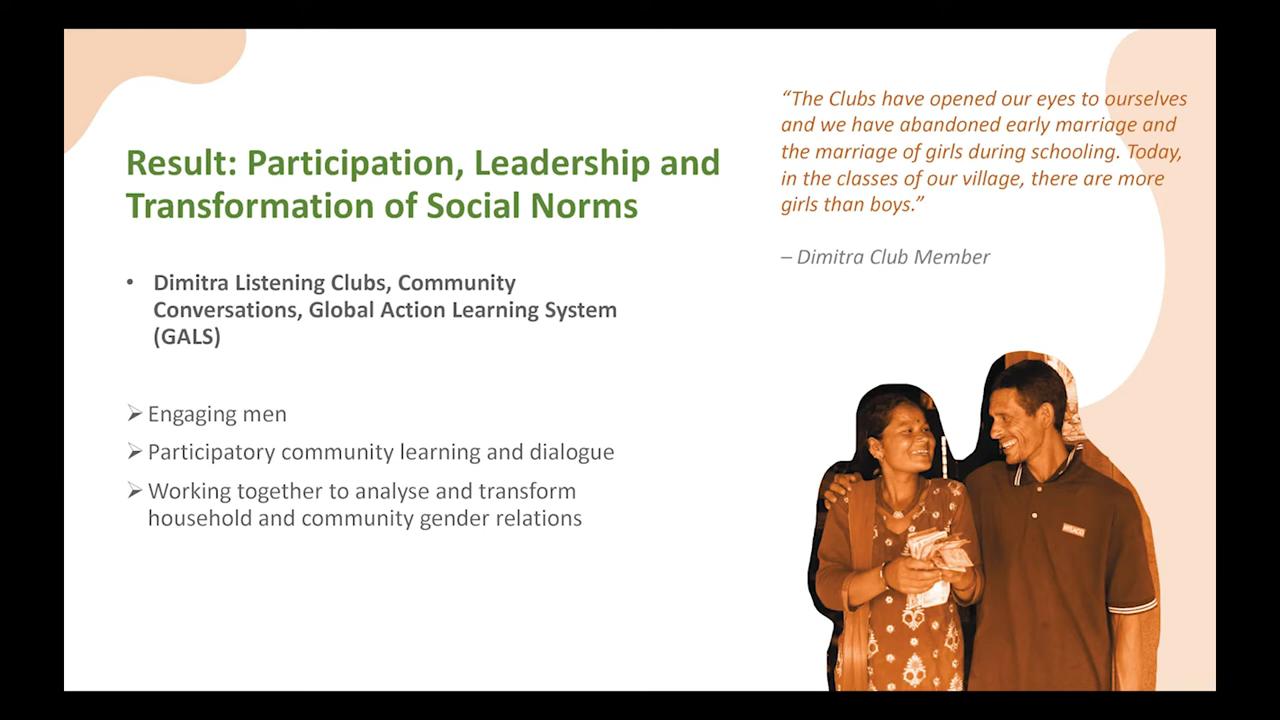 Result: Participation, Leadership and
Transformation of Social Norms
• Dimitra Listening Clubs, Community
Conversations, Global Action Learning System
(GALS)
➢ Engaging men
➢ Participatory community learning and dialogue
➢ Working together to analyse and transform
household and community gender relations
“The Clubs have opened our eyes to ourselves
and we have abandoned early marriage and
the marriage of girls during schooling. Today,
in the classes of our village, there are more
girls than boys.”
– Dimitra Club Member